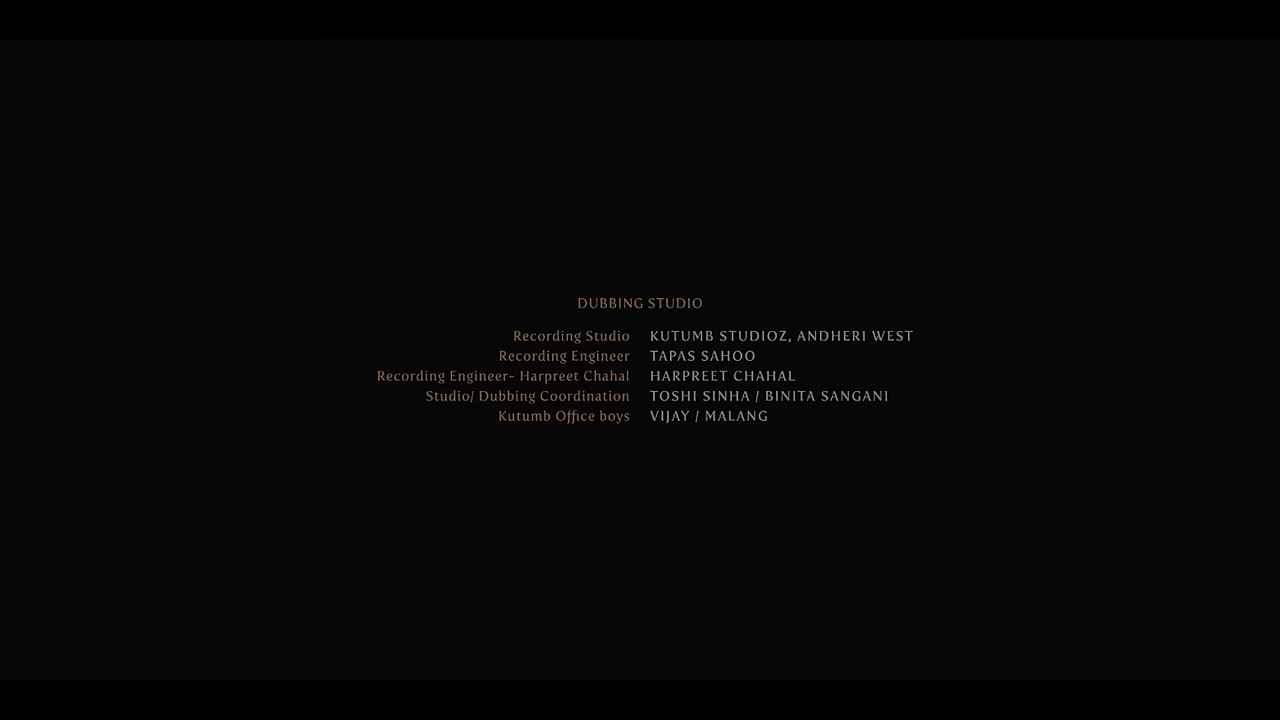 DUBBING STUDIO
Recording Studio KUTUMB STUDIOZ, ANDHERI WEST
Recording Engineer TAPAS SAHOO
Recording Engineer- Harpreet Chahal HARPREET CHAHAL
Studio/ Dubbing Coordination TOSHI SINHA / BINITA SANGANI
Kutumb Office boys VIJAY / MALANG